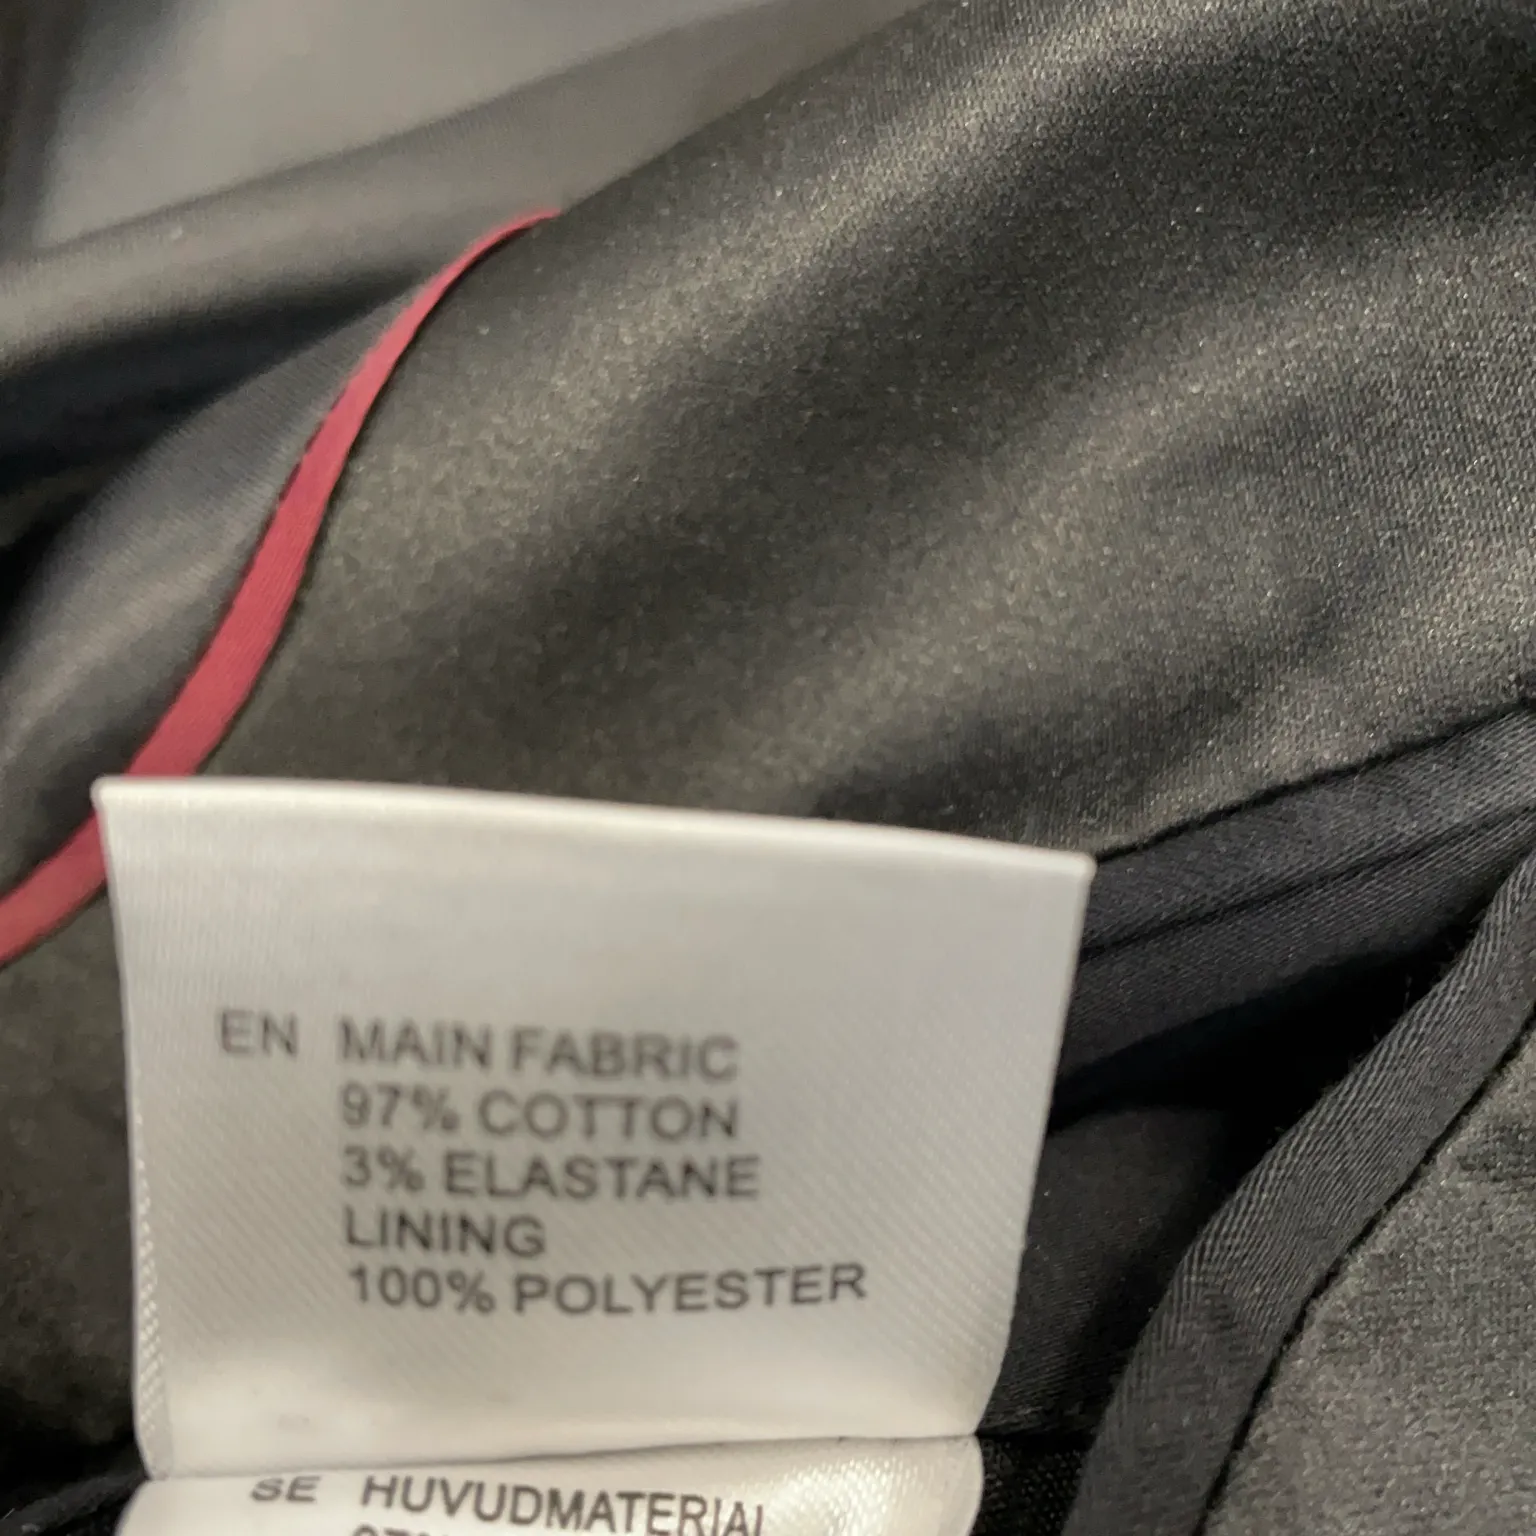 EN MAIN FABRIC
97% COTTON
3% ELASTANE
LINING
100% POLYESTER
SE HUVUDMATERIAL